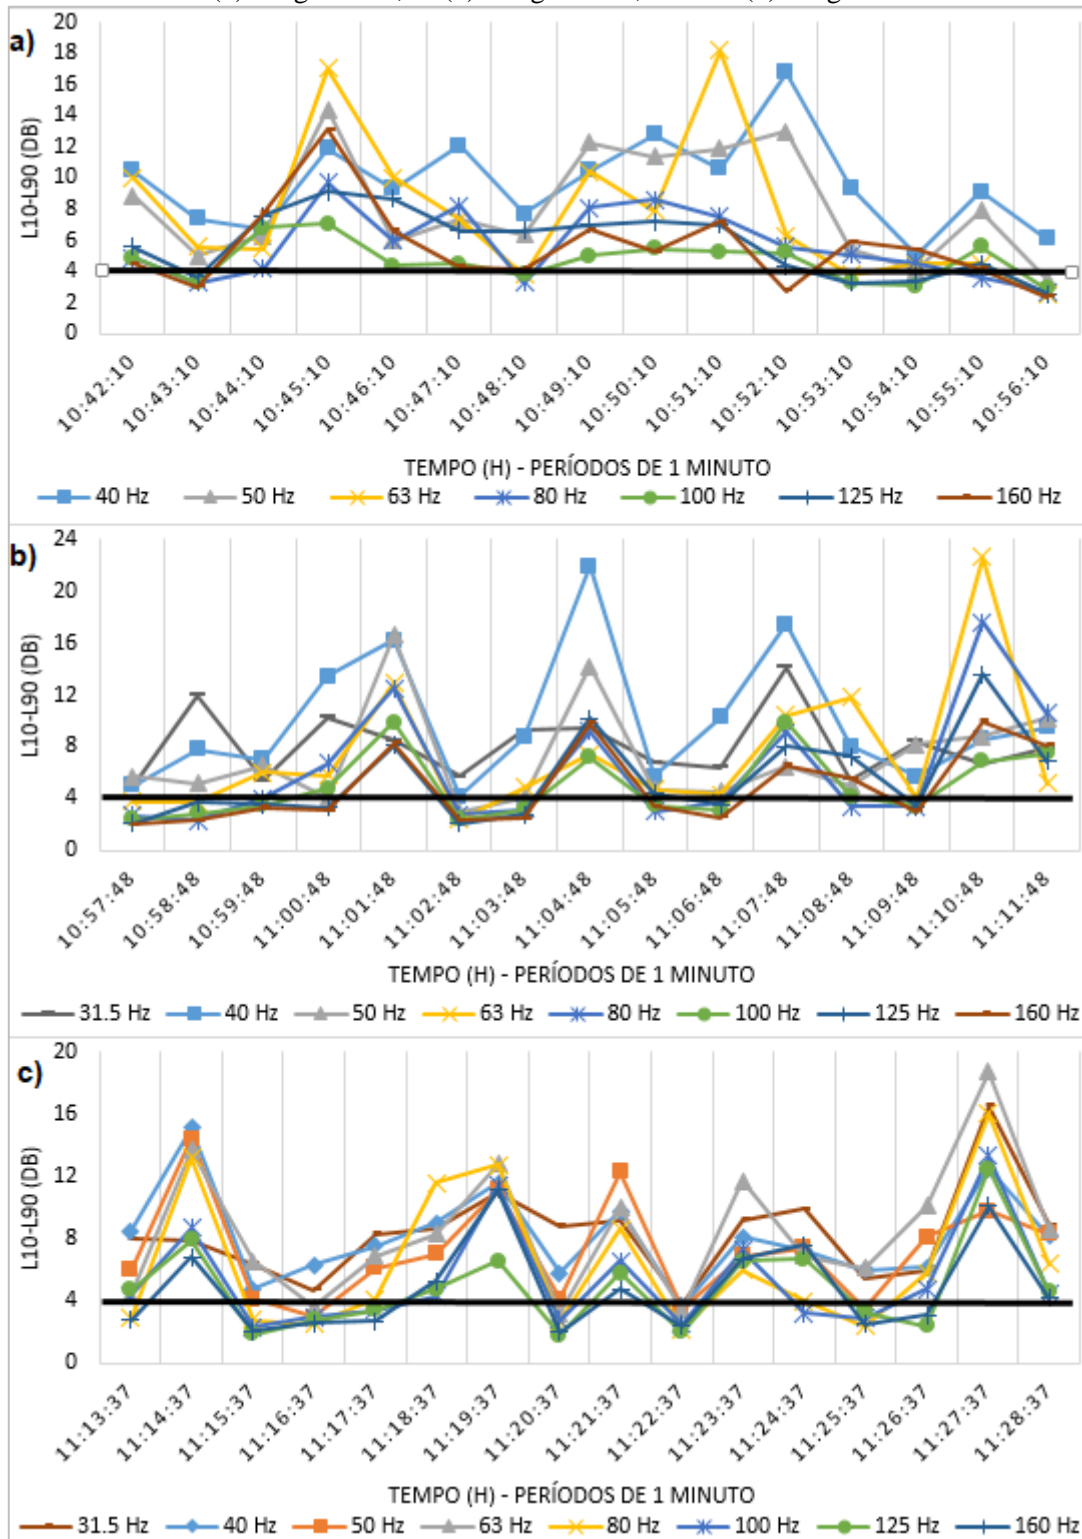 a)
20
18
16
14
12
10
8
6
4
2
0
L10-L90 (DB)
10:42:10 10:43:10 10:44:10 10:45:10 10:46:10 10:47:10 10:48:10 10:49:10 10:50:10 10:51:10 10:52:10 10:53:10 10:54:10 10:55:10 10:56:10
TEMPO (H) - PERÍODOS DE 1 MINUTO
40 Hz 50 Hz 63 Hz 80 Hz 100 Hz 125 Hz 160 Hz
b)
24
20
16
12
8
4
0
L10-L90 (DB)
10:57:48 10:58:48 10:59:48 11:00:48 11:01:48 11:02:48 11:03:48 11:04:48 11:05:48 11:06:48 11:07:48 11:08:48 11:09:48 11:10:48 11:11:48
TEMPO (H) - PERÍODOS DE 1 MINUTO
31.5 Hz 40 Hz 50 Hz 63 Hz 80 Hz 100 Hz 125 Hz 160 Hz
c)
20
16
12
8
4
0
L10-L90 (DB)
11:13:37 11:14:37 11:15:37 11:16:37 11:17:37 11:18:37 11:19:37 11:20:37 11:21:37 11:22:37 11:23:37 11:24:37 11:25:37 11:26:37 11:27:37 11:28:37
TEMPO (H) - PERÍODOS DE 1 MINUTO
31.5 Hz 40 Hz 50 Hz 63 Hz 80 Hz 100 Hz 125 Hz 160 Hz